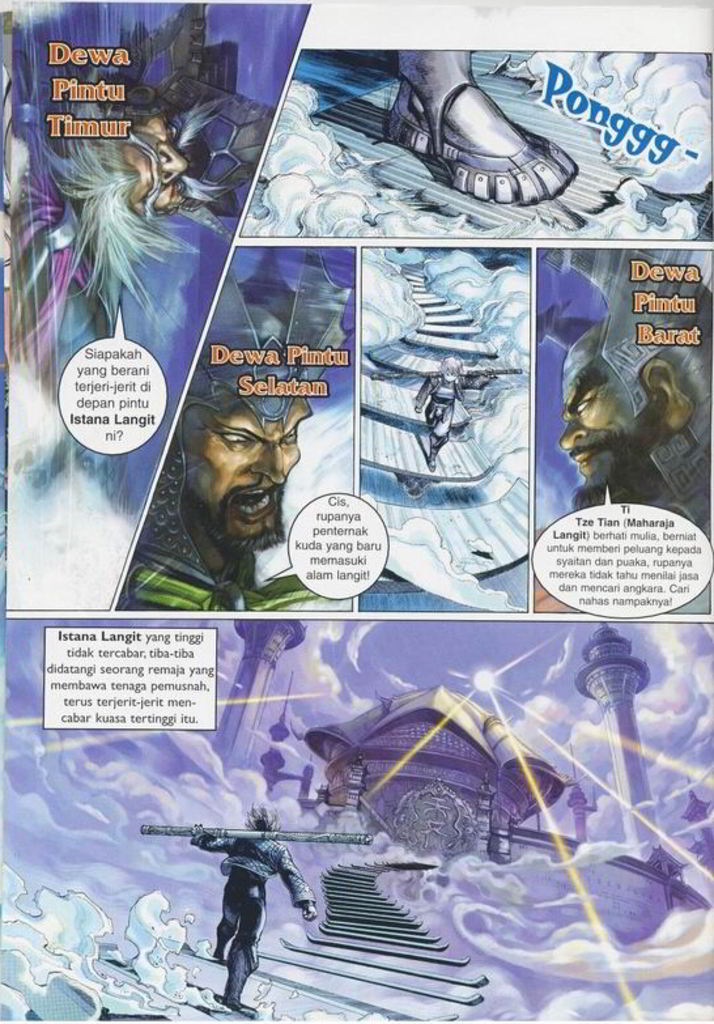 Dewa
Pintu
Timur
Ponggg-
Siapakah
yang berani
terjeri-jerit di
depan pintu
Istana Langit
ni?
Dewa Pintu
Selatan
Cis,
rupanya
penternak
kuda yang baru
memasuki
alam langit!
Dewa
Pintu
Barat
Ti
Tze Tian (Maharaja
Langit) berhati mulia, berniat
untuk memberi peluang kepada
syaitan dan puaka, rupanya
mereka tidak tahu menilai jasa
dan mencari angkara. Cari
nahas nampaknya!
Istana Langit yang tinggi
tidak tercabar, tiba-tiba
didatangi seorang remaja yang
membawa tenaga pemusnah,
terus terjerit-jerit men-
cabar kuasa tertinggi itu.